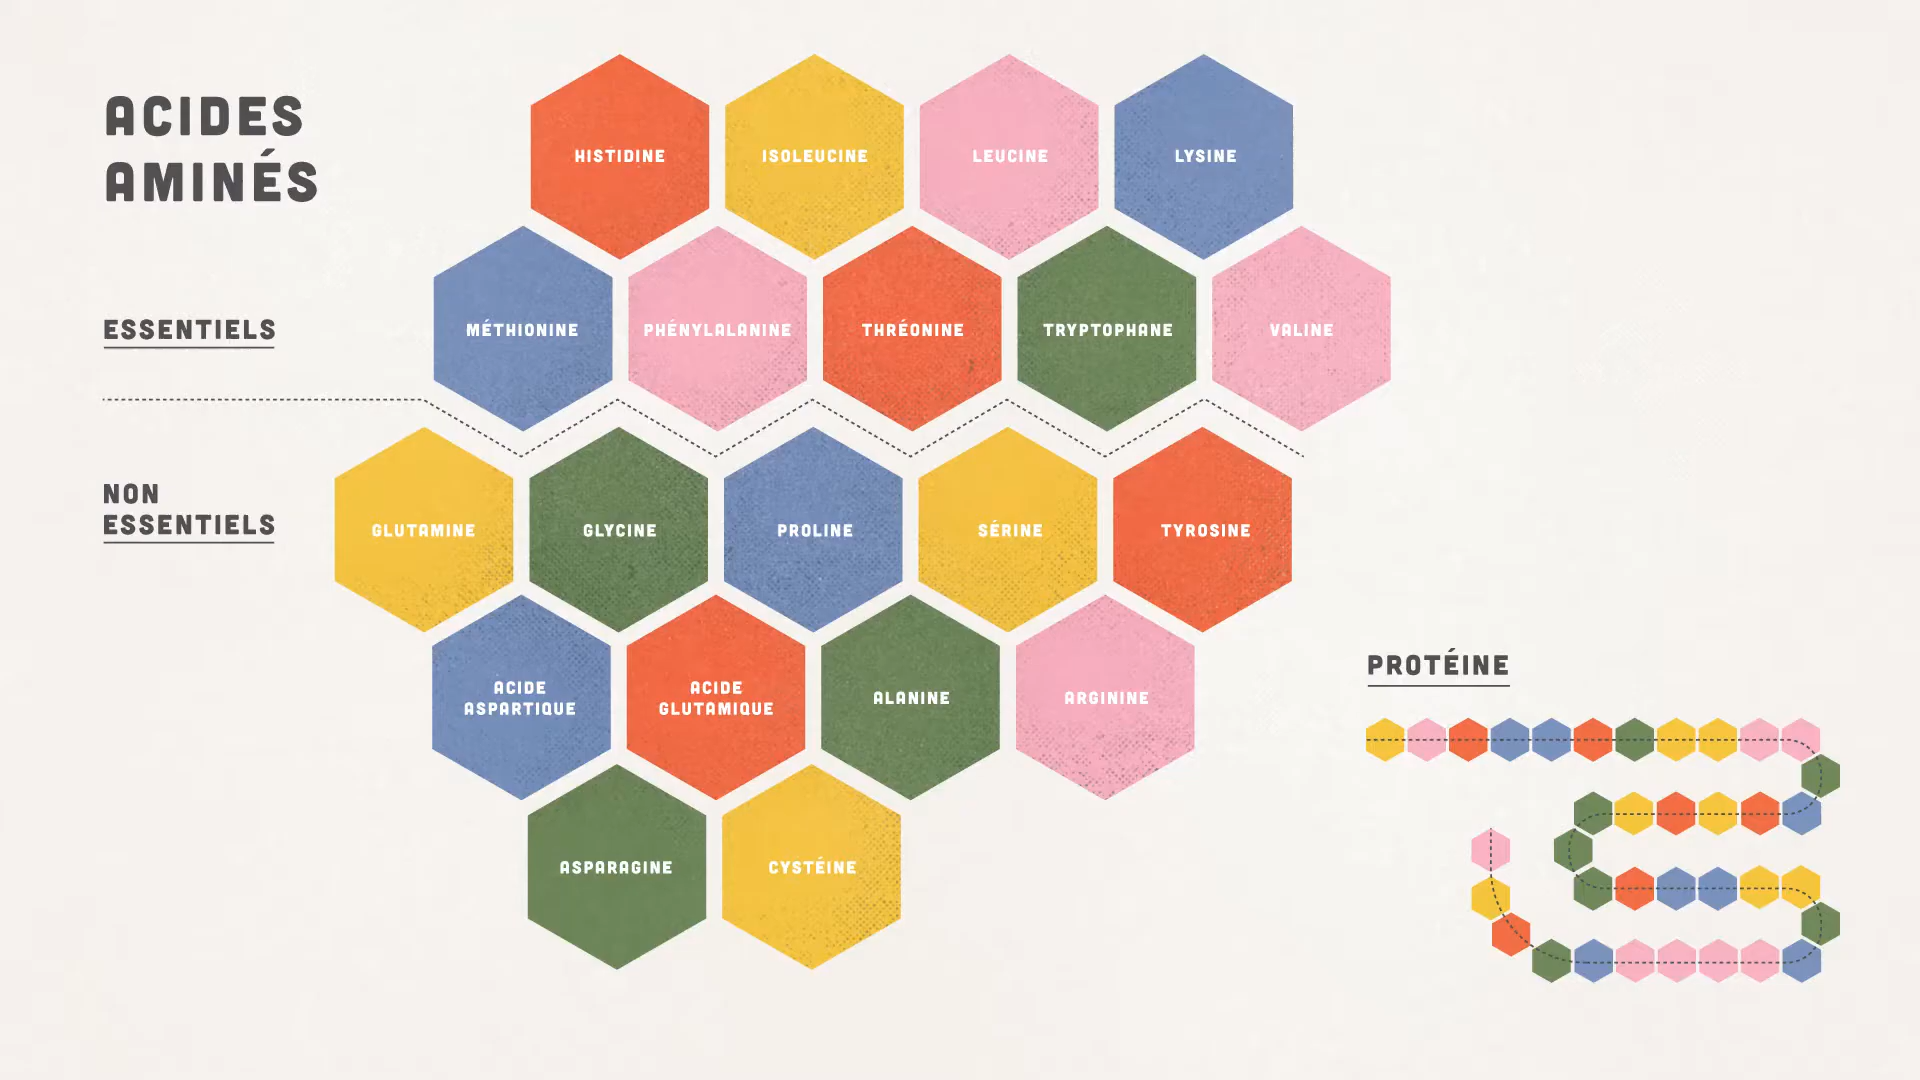 ACIDES
AMINÉS
HISTIDINE
ISOLEUCINE
LEUCINE
LYSINE
ESSENTIELS
MÉTHIONINE
PHÉNYLALANINE
THRÉONINE
TRYPTOPHANE
VALINE
NON
ESSENTIELS
GLUTAMINE
GLYCINE
PROLINE
SÉRINE
TYROSINE
ACIDE
ASPARTIQUE
ACIDE
GLUTAMIQUE
ALANINE
ARGININE
ASPARAGINE
CYSTÉINE
PROTÉINE